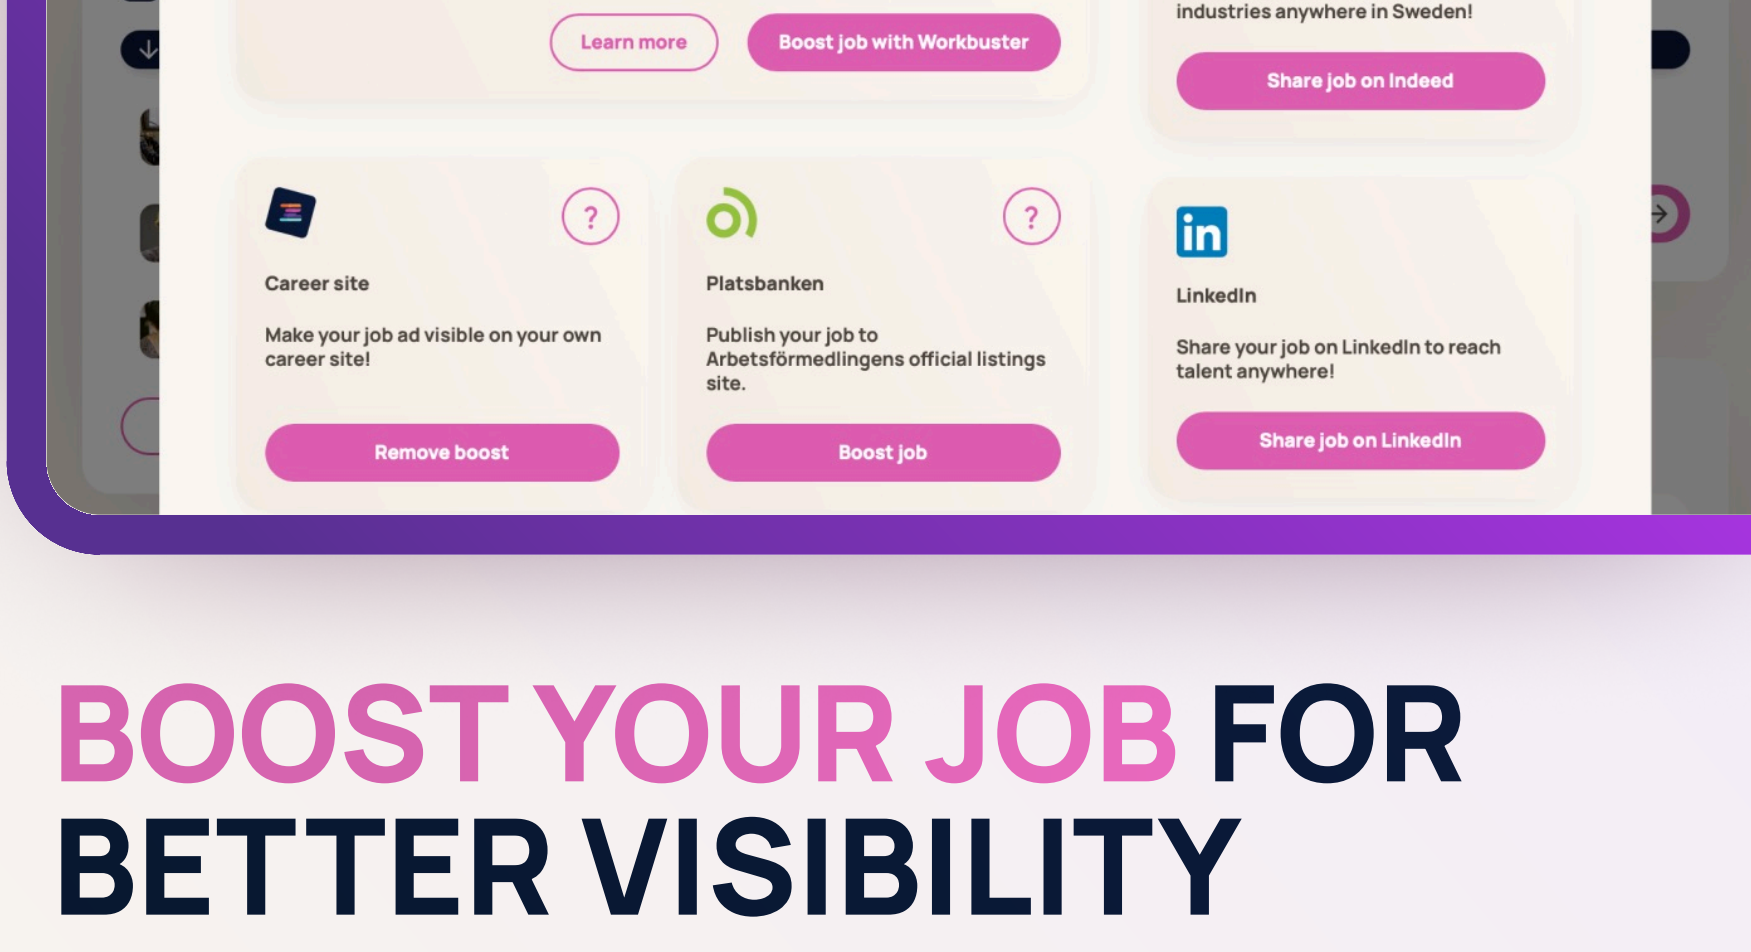 industries anywhere in Sweden!
Learn more
Boost job with Workbuster
Share job on Indeed
?
Career site
Make your job ad visible on your own
career site!
Remove boost
?
Platsbanken
Publish your job to
Arbetsförmedlingens official listings
site.
Boost job
in
LinkedIn
Share your job on LinkedIn to reach
talent anywhere!
Share job on LinkedIn
BOOST YOUR JOB FOR
BETTER VISIBILITY